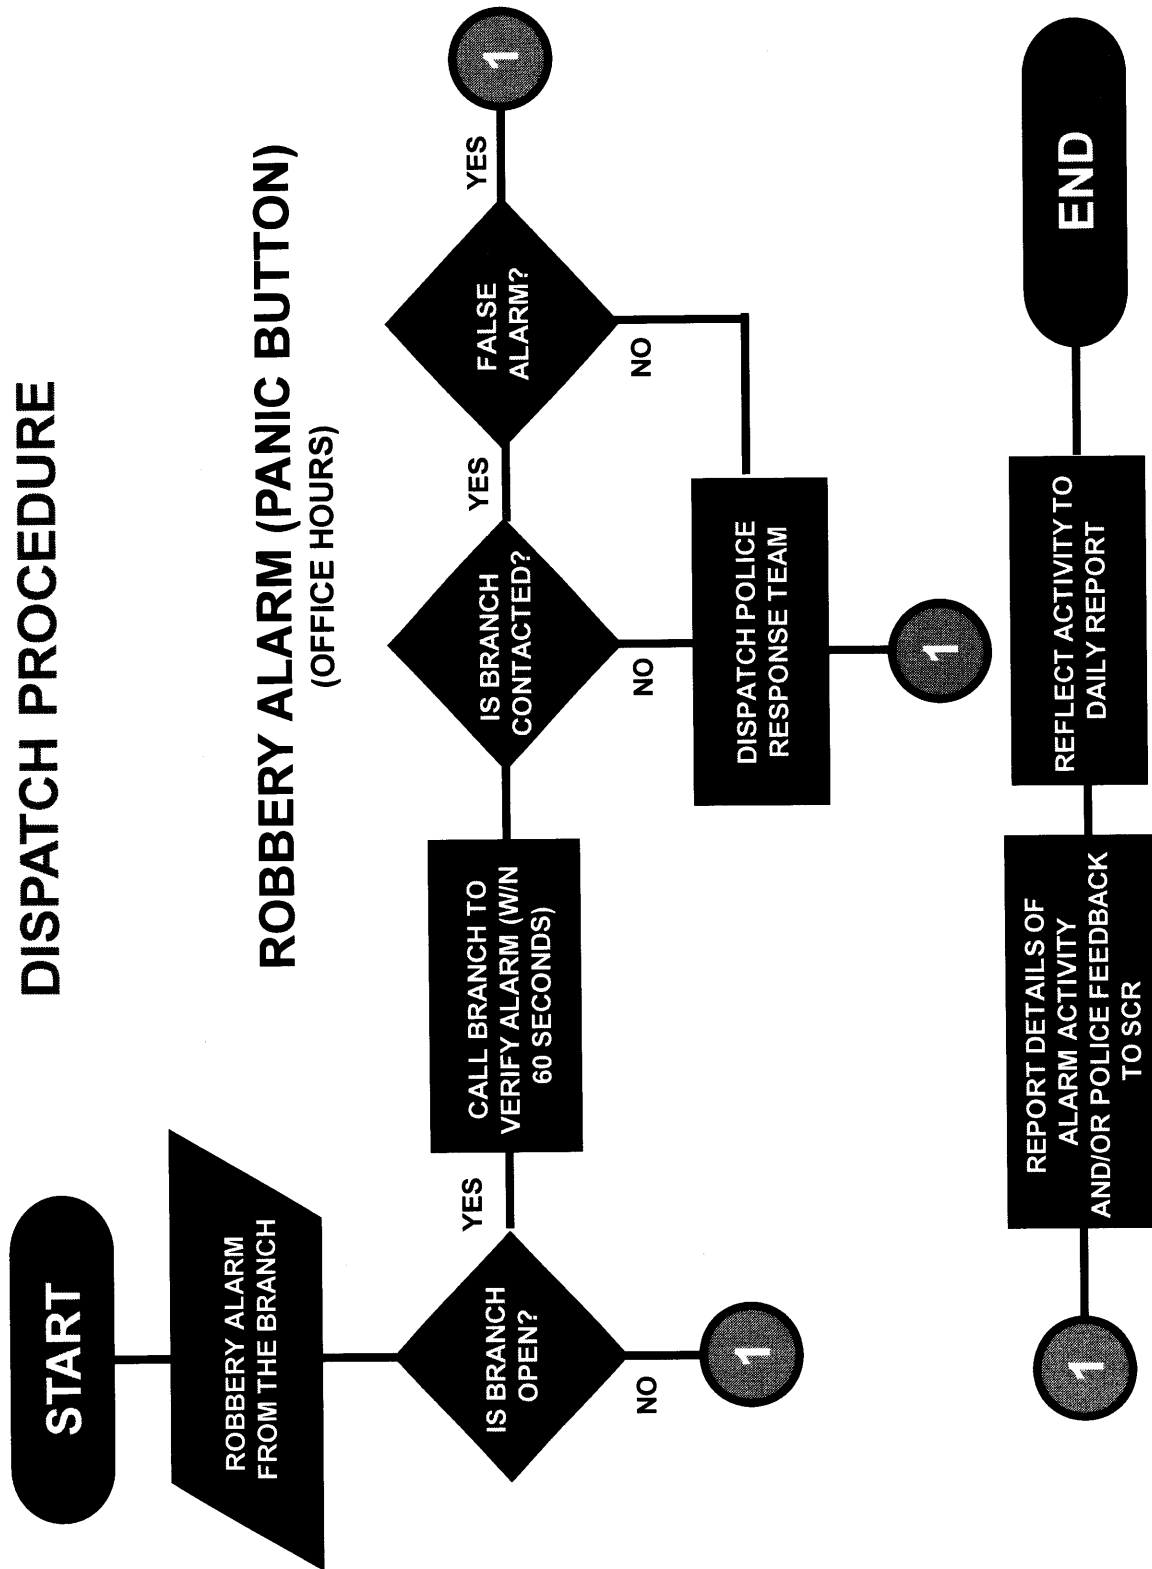 DISPATCH PROCEDURE
ROBBERY ALARM (PANIC BUTTON)
(OFFICE HOURS)
START
ROBBERY ALARM
FROM THE BRANCH
IS BRANCH
OPEN?
YES
NO
1
CALL BRANCH TO
VERIFY ALARM (W/N
60 SECONDS)
IS BRANCH
CONTACTED?
YES
NO
FALSE
ALARM?
YES
1
NO
DISPATCH POLICE
RESPONSE TEAM
1
1
REPORT DETAILS OF
ALARM ACTIVITY
AND/OR POLICE FEEDBACK
TO SCR
REFLECT ACTIVITY TO
DAILY REPORT
END